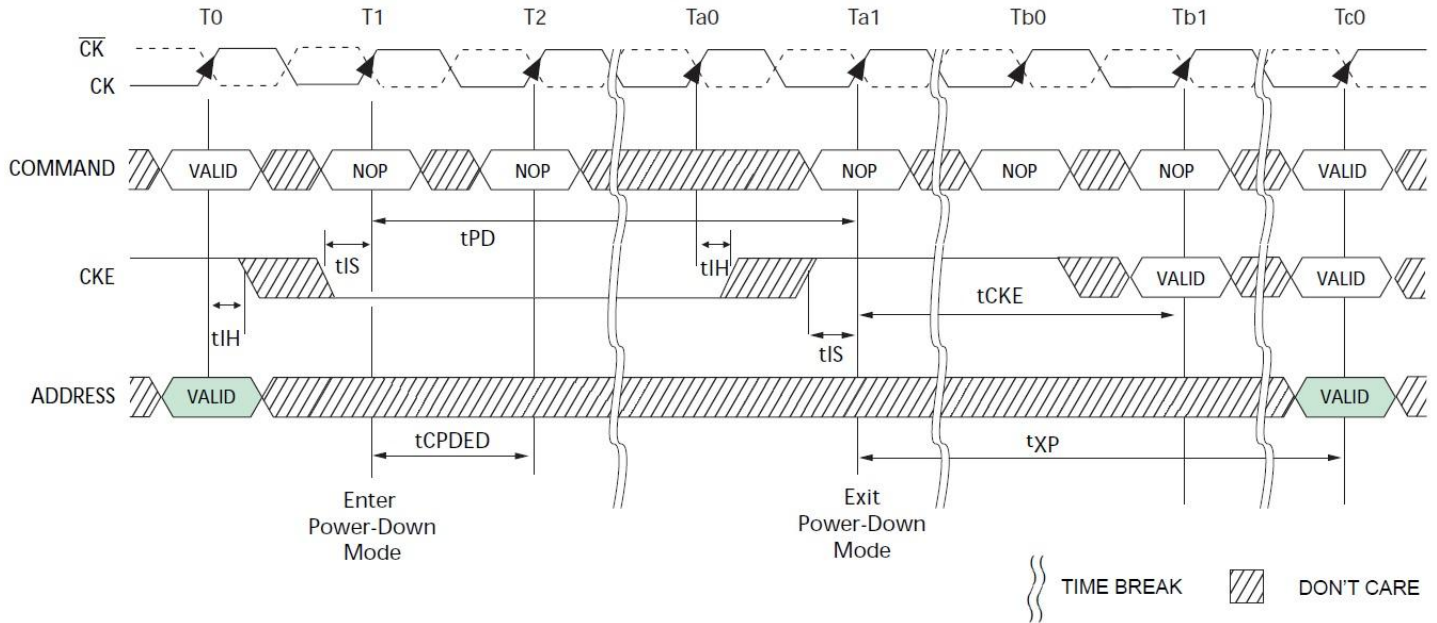 T0 T1 T2 Ta0 Ta1 Tb0 Tb1 Tc0
CK
CK
COMMAND VALID NOP NOP NOP NOP NOP VALID
tPD
CKE tIS tIH VALID VALID
tCKE
tIH tIS
ADDRESS VALID VALID
tCPDED tXP
Enter
Power-Down
Mode
Exit
Power-Down
Mode
TIME BREAK DON'T CARE